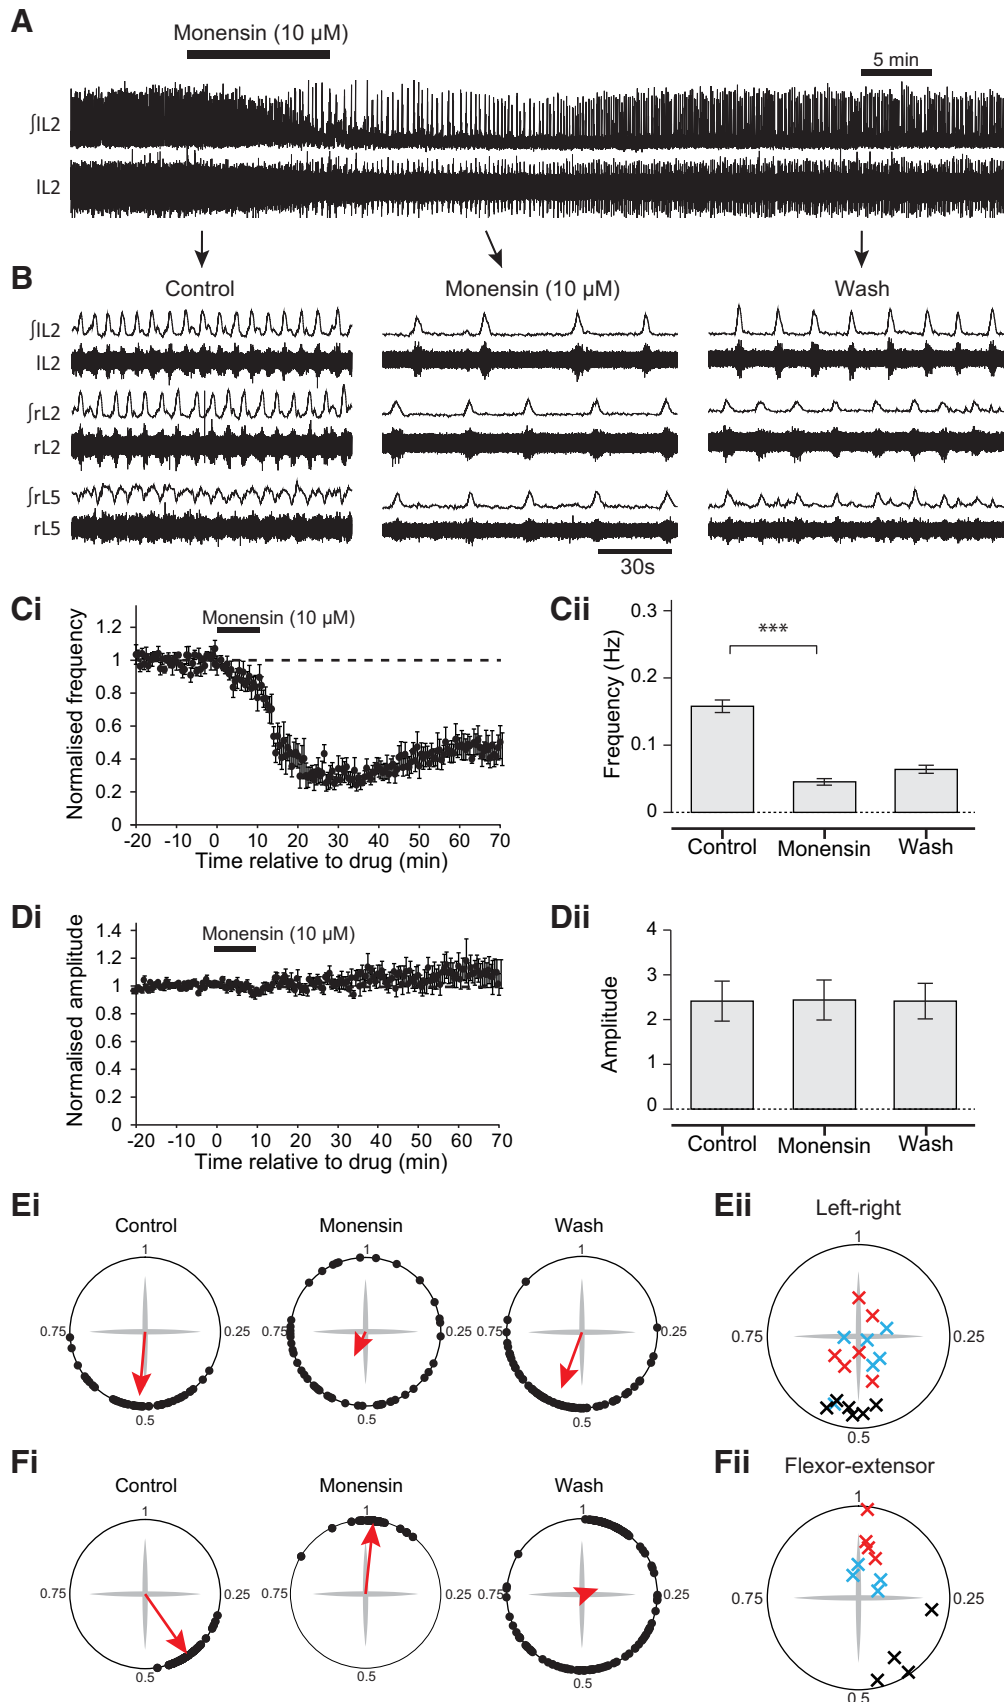 A
Monensin (10 µM)
5 min
∫lL2
lL2
B
Control
Monensin (10 µM)
Wash
∫lL2
lL2
∫rL2
rL2
∫rL5
rL5
30s
Ci
Normalised frequency
Monensin (10 µM)
1.2
1
0.8
0.6
0.4
0.2
0
-20 -10 0 10 20 30 40 50 60 70
Time relative to drug (min)
Cii
Frequency (Hz)
0.3
0.2
0.1
0
***
Control Monensin Wash
Di
Normalised amplitude
Monensin (10 µM)
1.4
1.2
1
0.8
0.6
0.4
0.2
0
-20 -10 0 10 20 30 40 50 60 70
Time relative to drug (min)
Dii
Amplitude
4
3
2
1
0
Control Monensin Wash
Ei
Control
1
0.75
0.5
Monensin
1
0.75 0.25
0.5
Wash
1
0.75 0.25
0.5
0.25
Eii
Left-right
1
0.75 0.25
0.5
Fi
Control
1
0.75 0.25
0.5
Monensin
1
0.75 0.25
0.5
Wash
1
0.75 0.25
0.5
Fii
Flexor-extensor
1
0.75 0.25
0.5